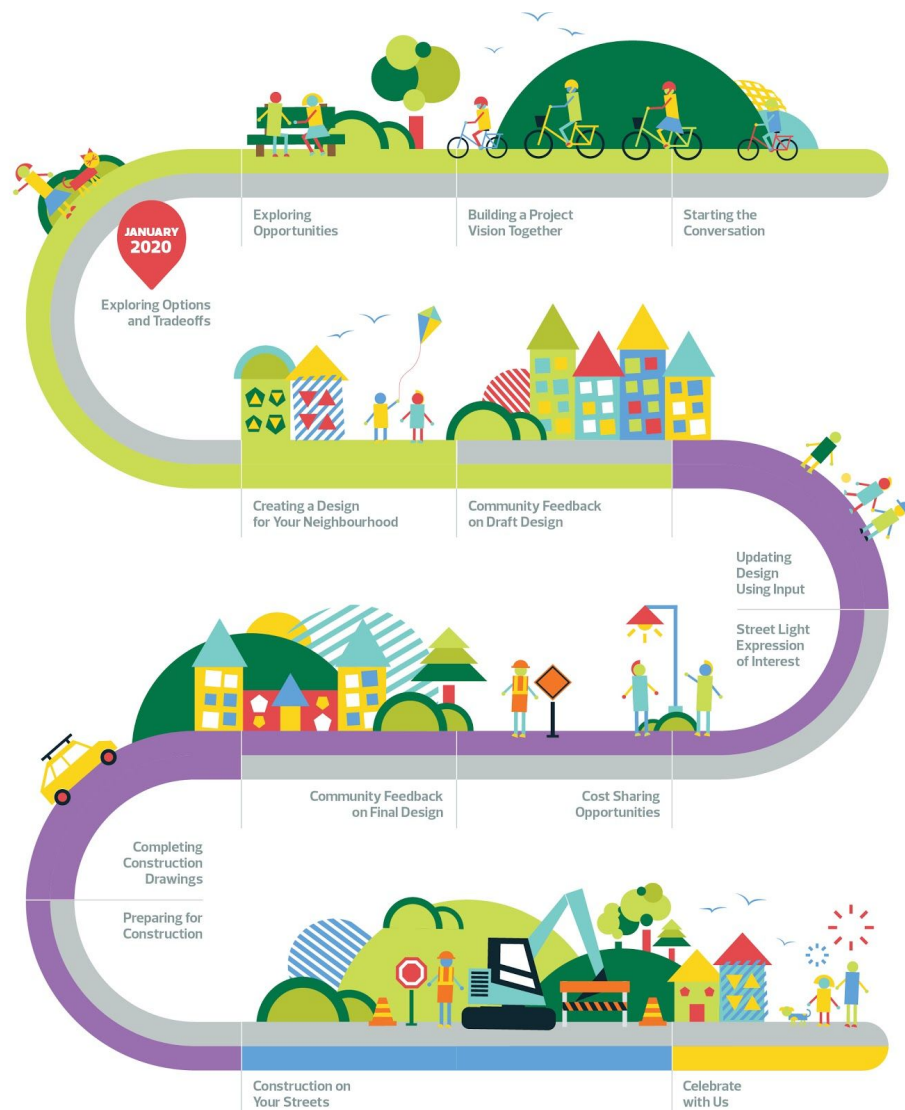 Exploring
Opportunities
Building a Project
Vision Together
Starting the
Conversation
JANUARY
2020
Exploring Options
and Tradeoffs
Creating a Design
for Your Neighbourhood
Community Feedback
on Draft Design
Updating
Design
Using Input
Street Light
Expression
of Interest
Community Feedback
on Final Design
Cost Sharing
Opportunities
Completing
Construction
Drawings
Preparing for
Construction
Construction on
Your Streets
Celebrate
with Us